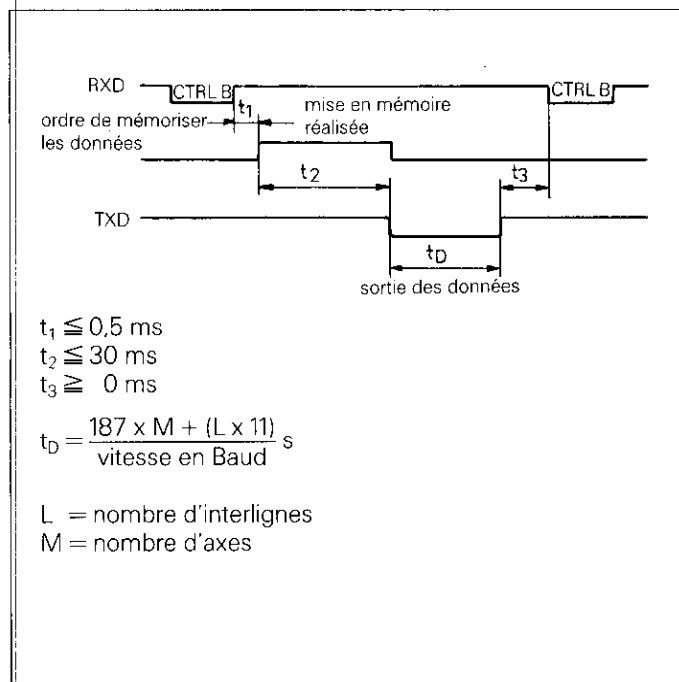 RXD CTRL B CTRL B
t₁
ordre de mémoriser
les données
mise en mémoire
réalisée
t₂ t₃
TXD
t_D
sortie des données
t₁ ≦ 0,5 ms
t₂ ≦ 30 ms
t₃ ≧ 0 ms
t_D = 187 x M + (L x 11) s
vitesse en Baud
L = nombre d'interlignes
M = nombre d'axes